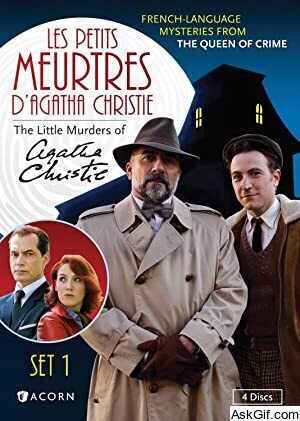 FRENCH-LANGUAGE
MYSTERIES FROM
THE QUEEN OF CRIME
LES PETITS
MEURTRES
D'AGATHA CHRISTIE
The Little Murders of
Agatha
Christie
SET 1
ACORN
4 Discs
AskGif.com